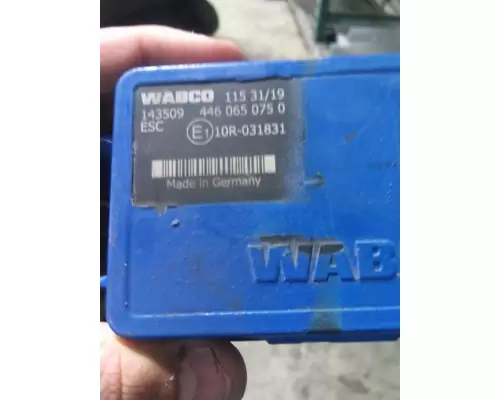 WABCO 115 31/19
143509 446 065 075 0
ESC E1 10R-031831
Made in Germany
WAB